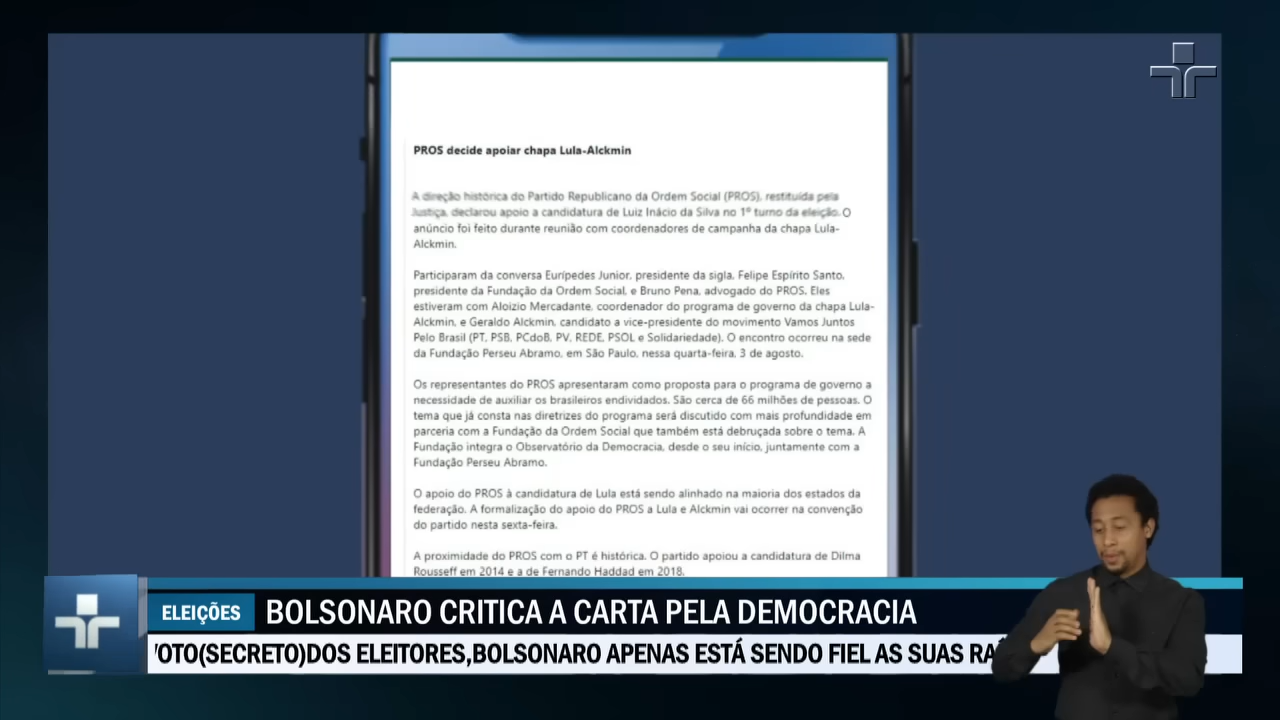 PROS decide apoiar chapa Lula-Alckmin
A direção histórica do Partido Republicano da Ordem Social (PROS), restituída pela
Justiça, declarou apoio a candidatura de Luiz Inácio da Silva no 1º turno da eleição. O
anúncio foi feito durante reunião com coordenadores de campanha da chapa Lula-
Alckmin.
Participaram da conversa Eurípedes Junior, presidente da sigla, Felipe Espírito Santo,
presidente da Fundação da Ordem Social, e Bruno Pena, advogado do PROS. Eles
estiveram com Aloizio Mercadante, coordenador do programa de governo da chapa Lula-
Alckmin, e Geraldo Alckmin, candidato a vice-presidente do movimento Vamos Juntos
Pelo Brasil (PT, PSB, PCdoB, PV, REDE, PSOL e Solidariedade). O encontro ocorreu na sede
da Fundação Perseu Abramo, em São Paulo, nessa quarta-feira, 3 de agosto.
Os representantes do PROS apresentaram como proposta para o programa de governo a
necessidade de auxiliar os brasileiros endividados. São cerca de 66 milhões de pessoas. O
tema que já consta nas diretrizes do programa será discutido com mais profundidade em
parceria com a Fundação da Ordem Social que também está debruçada sobre o tema. A
Fundação integra o Observatório da Democracia, desde o seu início, juntamente com a
Fundação Perseu Abramo.
O apoio do PROS à candidatura de Lula está sendo alinhado na maioria dos estados da
federação. A formalização do apoio do PROS a Lula e Alckmin vai ocorrer na convenção
do partido nesta sexta-feira.
A proximidade do PROS com o PT é histórica. O partido apoiou a candidatura de Dilma
Rousseff em 2014 e a de Fernando Haddad em 2018.
ELEIÇÕES BOLSONARO CRITICA A CARTA PELA DEMOCRACIA
VOTO(SECRETO)DOS ELEITORES,BOLSONARO APENAS ESTÁ SENDO FIEL AS SUAS